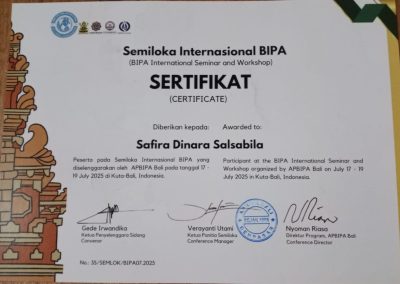 Semiloka Internasional BIPA
(BIPA International Seminar and Workshop)
SERTIFIKAT
(CERTIFICATE)
Diberikan kepada: Awarded to:
Safira Dinara Salsabila
Peserta pada Semiloka Internasional BIPA yang
diselenggarakan oleh APBIPA Bali pada tanggal 17 -
19 July 2025 di Kuta-Bali, Indonesia.
Participant at the BIPA International Seminar and
Workshop organized by APBIPA Bali on July 17 - 19
July 2025 in Kuta-Bali, Indonesia.
Gede Irwandika
Ketua Penyelenggara Sidang
Convenor
Verayanti Utami
Ketua Panitia Semiloka
Conference Manager
DENPASAR
Nyoman Riasa
Direktur Program, APBIPA Bali
Conference Director
No.: 35/SEMLOK/BIPA07.2025